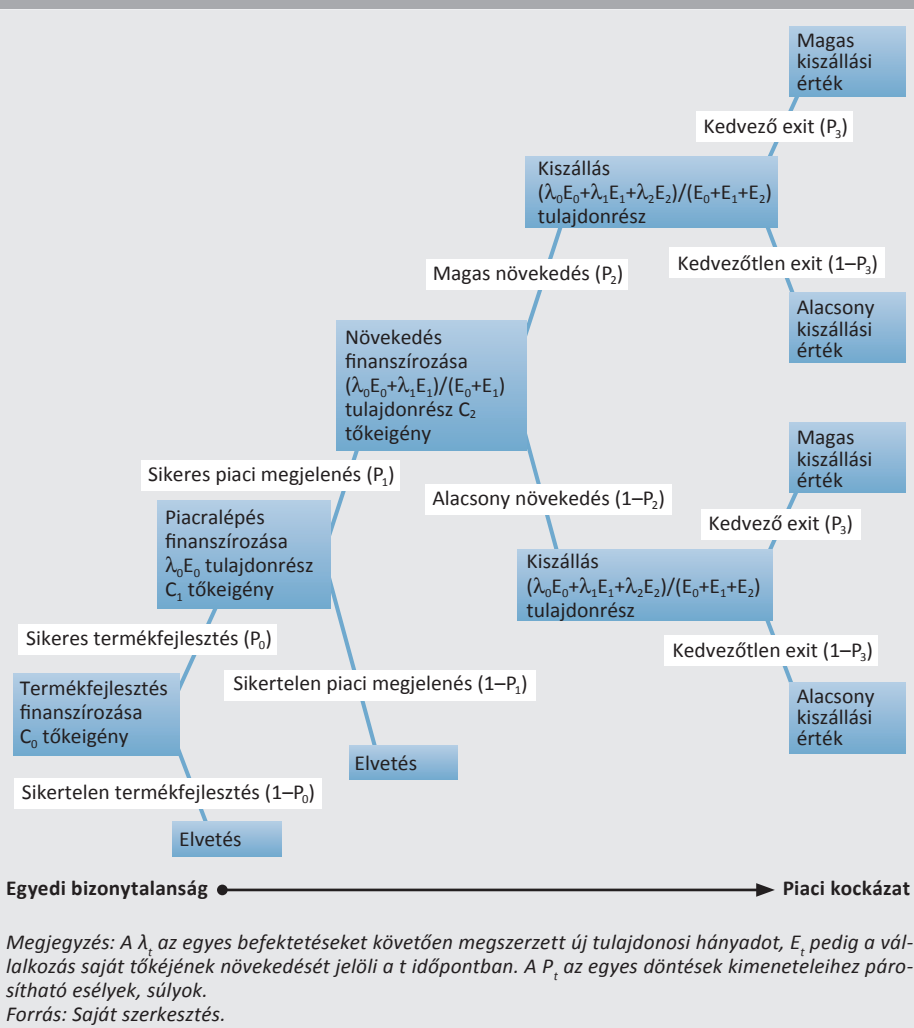 Magas
kiszállási
érték
Kedvező exit (P₃)
Kiszállás
(λ₀E₀+λ₁E₁+λ₂E₂)/(E₀+E₁+E₂)
tulajdonrész
Magas növekedés (P₂)
Kedvezőtlen exit (1–P₃)
Alacsony
kiszállási
érték
Növekedés
finanszírozása
(λ₀E₀+λ₁E₁)/(E₀+E₁)
tulajdonrész C₂
tőkeigény
Magas
kiszállási
érték
Sikeres piaci megjelenés (P₁)
Alacsony növekedés (1–P₂)
Kedvező exit (P₃)
Piacralépés
finanszírozása
λ₀E₀ tulajdonrész
C₁ tőkeigény
Kiszállás
(λ₀E₀+λ₁E₁+λ₂E₂)/(E₀+E₁+E₂)
tulajdonrész
Sikeres termékfejlesztés (P₀)
Kedvezőtlen exit (1–P₃)
Termékfejlesztés
finanszírozása
C₀ tőkeigény
Sikertelen piaci megjelenés (1–P₁)
Alacsony
kiszállási
érték
Elvetés
Sikertelen termékfejlesztés (1–P₀)
Elvetés
Egyedi bizonytalanság
Piaci kockázat
Megjegyzés: A λₜ az egyes befektetéseket követően megszerzett új tulajdonosi hányadot, Eₜ pedig a vál-
lalkozás saját tőkéjének növekedését jelöli a t időpontban. A Pₜ az egyes döntések kimeneteleihez páro-
sítható esélyek, súlyok.
Forrás: Saját szerkesztés.